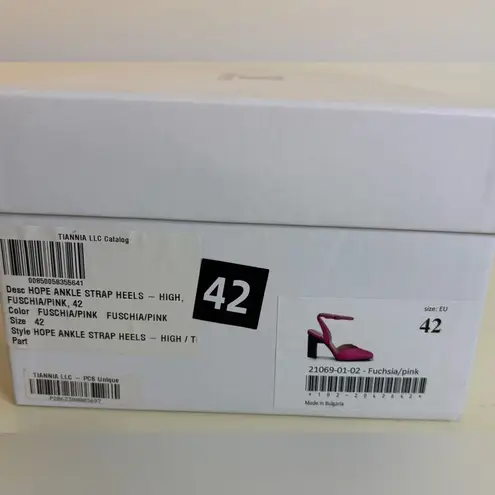 TIANNIA LLC Catalog
00850058355641
Desc HOPE ANKLE STRAP HEELS – HIGH,
FUSCHIA/PINK, 42
Color FUSCHIA/PINK FUSCHIA/PINK
Size 42
Style HOPE ANKLE STRAP HEELS – HIGH / T
Part
TIANNIA LLC – PCB Unique
42
size: EU
42
21069-01-02 - Fuchsia/pink
Made in Bulgaria